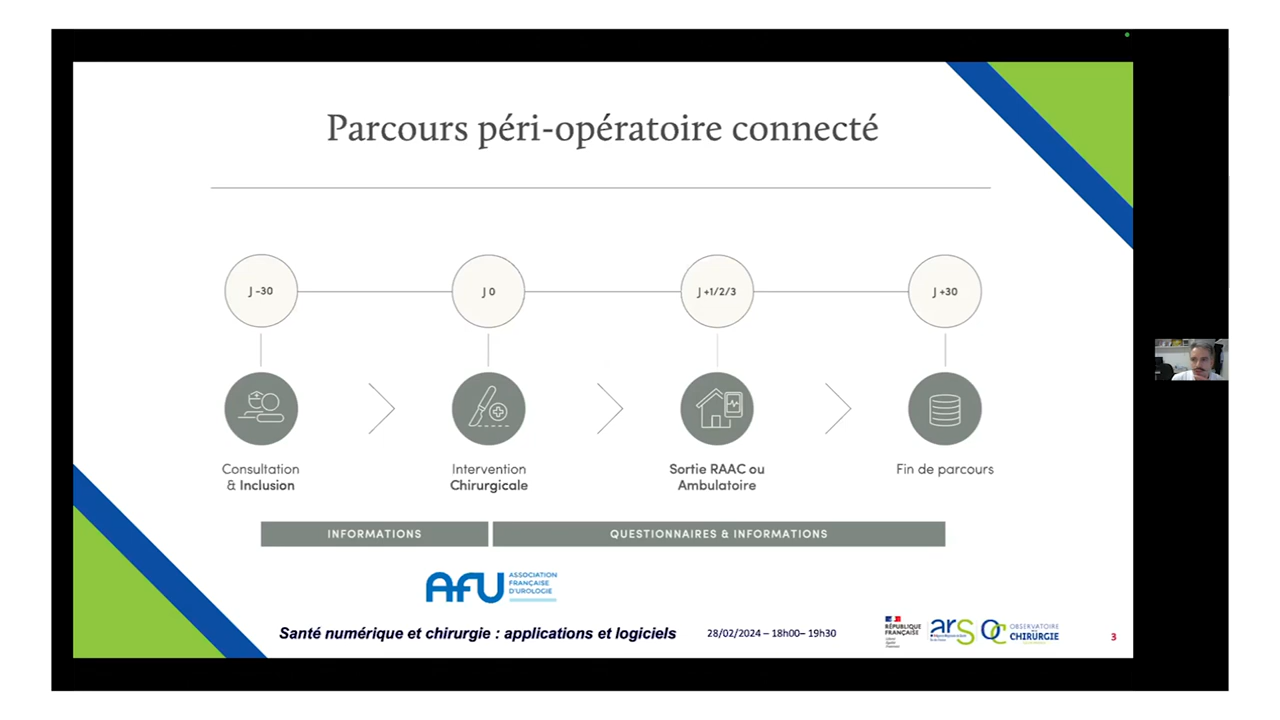 Parcours péri-opératoire connecté
J -30
J 0
J +1/2/3
J +30
Consultation
& Inclusion
Intervention
Chirurgicale
Sortie RAAC ou
Ambulatoire
Fin de parcours
INFORMATIONS
QUESTIONNAIRES & INFORMATIONS
AFU
ASSOCIATION
FRANÇAISE
D'UROLOGIE
Santé numérique et chirurgie : applications et logiciels
28/02/2024 – 18h00– 19h30
RÉPUBLIQUE
FRANÇAISE
ars
OC
OBSERVATOIRE
CHIRURGIE
3